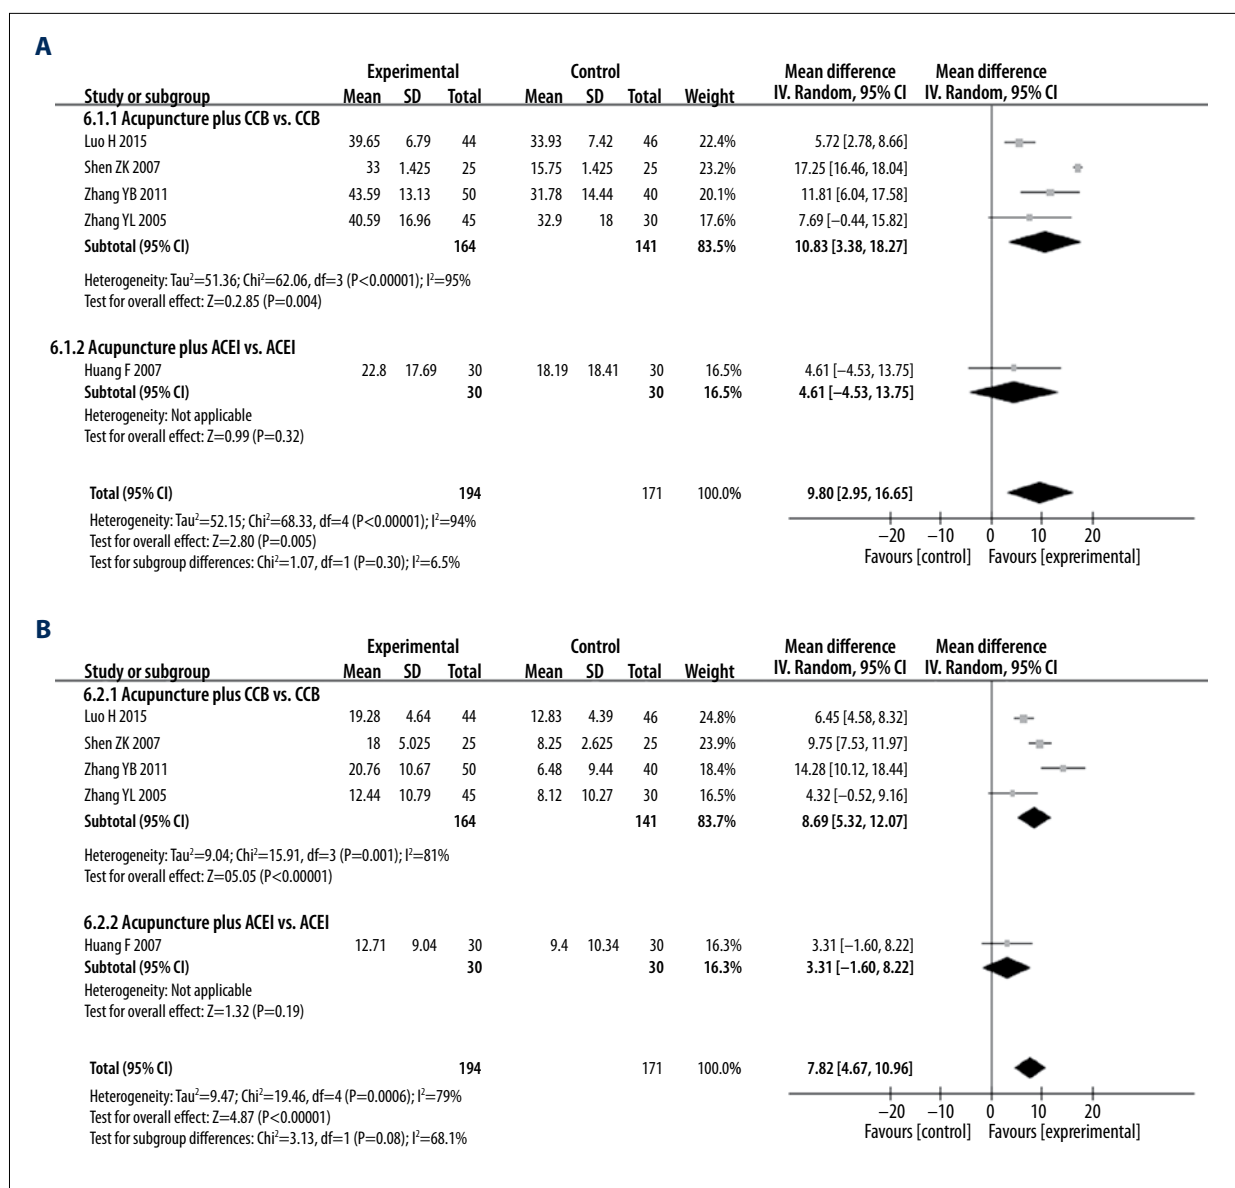 A
Experimental Control Mean difference Mean difference
Study or subgroup Mean SD Total Mean SD Total Weight IV. Random, 95% CI IV. Random, 95% CI
6.1.1 Acupuncture plus CCB vs. CCB
Luo H 2015 39.65 6.79 44 33.93 7.42 46 22.4% 5.72 [2.78, 8.66]
Shen ZK 2007 33 1.425 25 15.75 1.425 25 23.2% 17.25 [16.46, 18.04]
Zhang YB 2011 43.59 13.13 50 31.78 14.44 40 20.1% 11.81 [6.04, 17.58]
Zhang YL 2005 40.59 16.96 45 32.9 18 30 17.6% 7.69 [−0.44, 15.82]
Subtotal (95% CI) 164 141 83.5% 10.83 [3.38, 18.27]
Heterogeneity: Tau²=51.36; Chi²=62.06, df=3 (P<0.00001); I²=95%
Test for overall effect: Z=0.2.85 (P=0.004)
6.1.2 Acupuncture plus ACEI vs. ACEI
Huang F 2007 22.8 17.69 30 18.19 18.41 30 16.5% 4.61 [−4.53, 13.75]
Subtotal (95% CI) 30 30 16.5% 4.61 [−4.53, 13.75]
Heterogeneity: Not applicable
Test for overall effect: Z=0.99 (P=0.32)
Total (95% CI) 194 171 100.0% 9.80 [2.95, 16.65]
Heterogeneity: Tau²=52.15; Chi²=68.33, df=4 (P<0.00001); I²=94%
Test for overall effect: Z=2.80 (P=0.005)
Test for subgroup differences: Chi²=1.07, df=1 (P=0.30); I²=6.5%
−20 −10 0 10 20
Favours [control] Favours [exprerimental]
B
Experimental Control Mean difference Mean difference
Study or subgroup Mean SD Total Mean SD Total Weight IV. Random, 95% CI IV. Random, 95% CI
6.2.1 Acupuncture plus CCB vs. CCB
Luo H 2015 19.28 4.64 44 12.83 4.39 46 24.8% 6.45 [4.58, 8.32]
Shen ZK 2007 18 5.025 25 8.25 2.625 25 23.9% 9.75 [7.53, 11.97]
Zhang YB 2011 20.76 10.67 50 6.48 9.44 40 18.4% 14.28 [10.12, 18.44]
Zhang YL 2005 12.44 10.79 45 8.12 10.27 30 16.5% 4.32 [−0.52, 9.16]
Subtotal (95% CI) 164 141 83.7% 8.69 [5.32, 12.07]
Heterogeneity: Tau²=9.04; Chi²=15.91, df=3 (P=0.001); I²=81%
Test for overall effect: Z=05.05 (P<0.00001)
6.2.2 Acupuncture plus ACEI vs. ACEI
Huang F 2007 12.71 9.04 30 9.4 10.34 30 16.3% 3.31 [−1.60, 8.22]
Subtotal (95% CI) 30 30 16.3% 3.31 [−1.60, 8.22]
Heterogeneity: Not applicable
Test for overall effect: Z=1.32 (P=0.19)
Total (95% CI) 194 171 100.0% 7.82 [4.67, 10.96]
Heterogeneity: Tau²=9.47; Chi²=19.46, df=4 (P=0.0006); I²=79%
Test for overall effect: Z=4.87 (P<0.00001)
Test for subgroup differences: Chi²=3.13, df=1 (P=0.08); I²=68.1%
−20 −10 0 10 20
Favours [control] Favours [exprerimental]